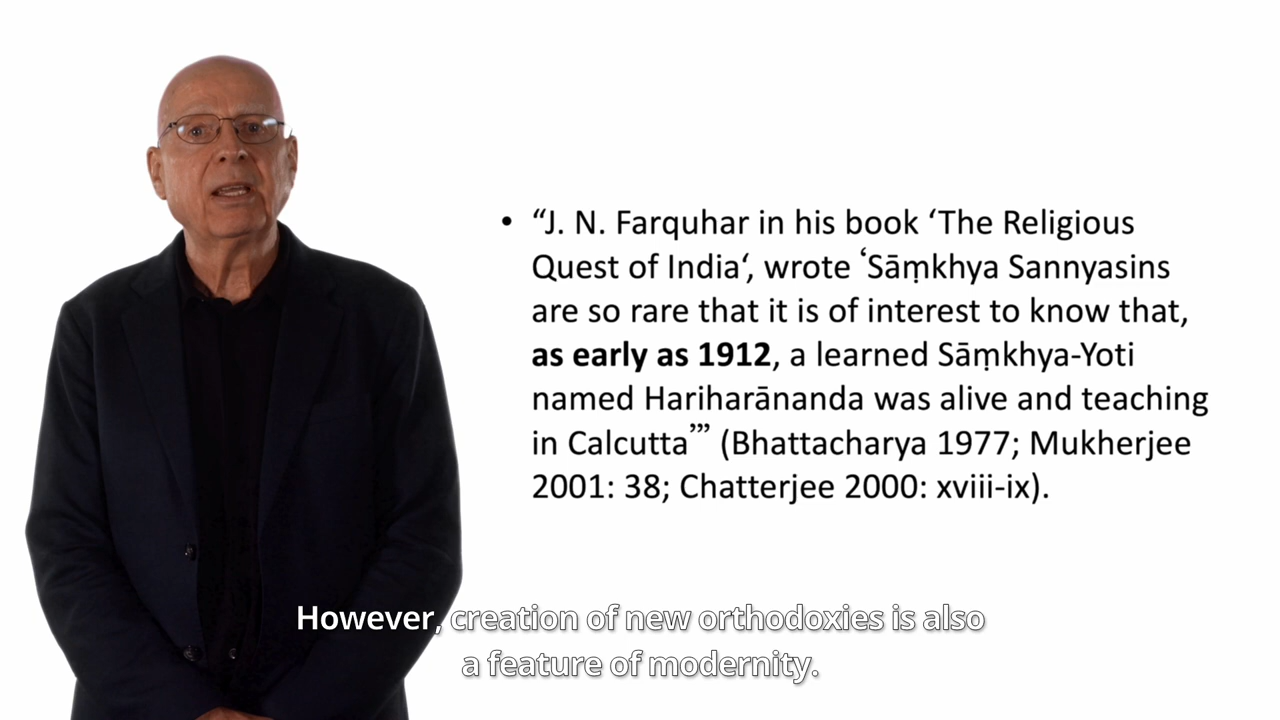 • “J. N. Farquhar in his book ‘The Religious
Quest of India‘, wrote ‘Sāṃkhya Sannyasins
are so rare that it is of interest to know that,
as early as 1912, a learned Sāṃkhya-Yoti
named Hariharānanda was alive and teaching
in Calcutta’” (Bhattacharya 1977; Mukherjee
2001: 38; Chatterjee 2000: xviii-ix).
However, creation of new orthodoxies is also
a feature of modernity.